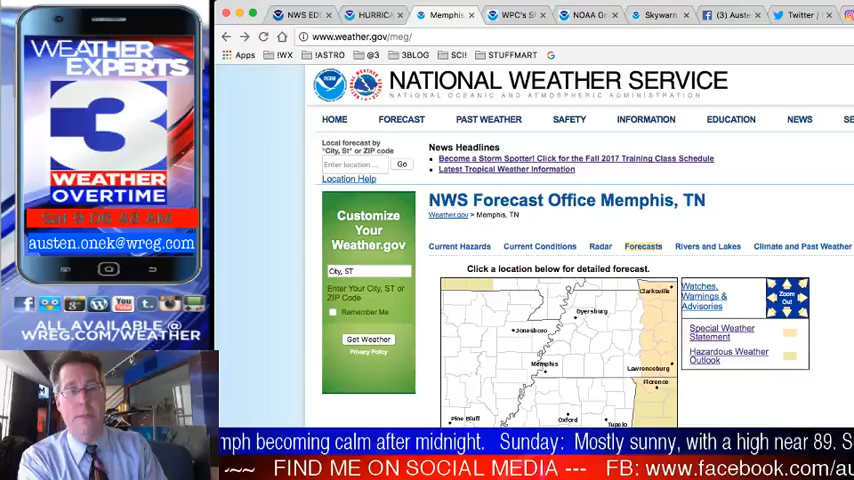 WEATHER
EXPERTS
3
WEATHER
OVERTIME
Sat 9 06:48 AM
austen.onek@wreg.com
ALL AVAILABLE @
WREG.COM/WEATHER
HURRICA
Memphis,
WPC's
NOAA
Skywarn
Twitter /
www.weather.gov/meg/
Apps
!WX
!ASTRO
@3
3BLOG
SCI!
STUFFMART
NATIONAL WEATHER SERVICE
NATIONAL OCEANIC AND ATMOSPHERIC ADMINISTRATION
HOME
FORECAST
PAST WEATHER
SAFETY
INFORMATION
EDUCATION
NEWS
Local forecast by
"City, St" or ZIP code
Enter location ...
Go
Location Help
News Headlines
Become a Storm Spotter! Click for the Fall 2017 Training Class Schedule
Latest Tropical Weather Information
Customize
Your
Weather.gov
City, ST
Enter Your City, ST or
ZIP Code
Remember Me
Get Weather
Privacy Policy
NWS Forecast Office Memphis, TN
Weather.gov > Memphis, TN
Current Hazards
Current Conditions
Radar
Forecasts
Rivers and Lakes
Climate and Past Weather
Click a location below for detailed forecast.
Clarksville
Dyersburg
Jonesboro
Memphis
Lawrenceburg
Florence
Pine Bluff
Oxford
Tupelo
Watches,
Warnings &
Advisories
Zoom
Out
Special Weather
Statement
Hazardous Weather
Outlook
mph becoming calm after midnight. Sunday: Mostly sunny, with a high near 89. S
~~ FIND ME ON SOCIAL MEDIA --- FB: www.facebook.com/au